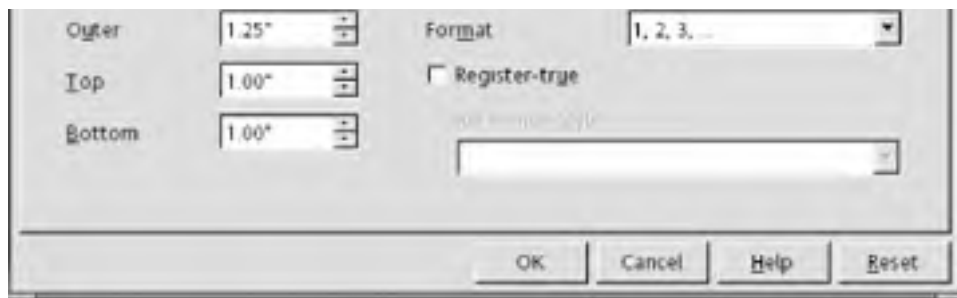 Outer 1.25" Format 1, 2, 3, ...
Top 1.00" Register-true
Bottom 1.00"
OK Cancel Help Reset